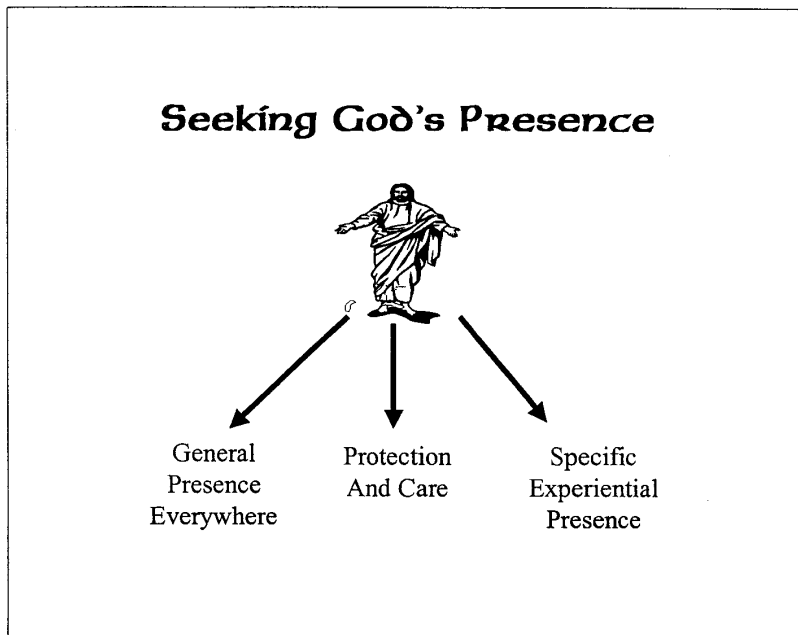 Seeking God's Presence
General
Presence
Everywhere
Protection
And Care
Specific
Experiential
Presence